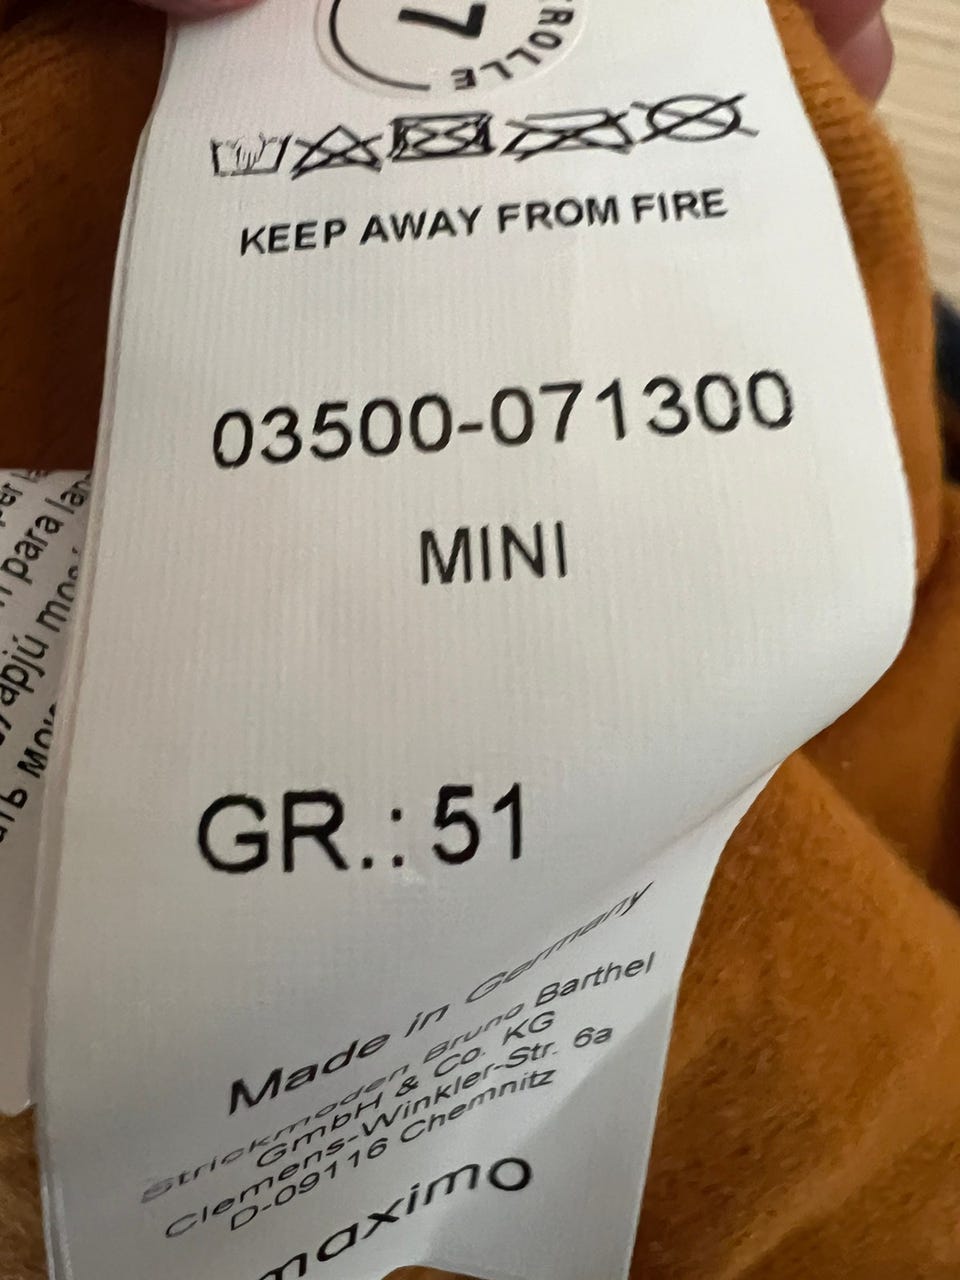 7
ROLLE
KEEP AWAY FROM FIRE
03500-071300
MINI
GR.: 51
Made in Germany
Strickmoden Bruno Barthel
GmbH & Co. KG
Clemens-Winkler-Str. 6a
D-09116 Chemnitz
maximo
para